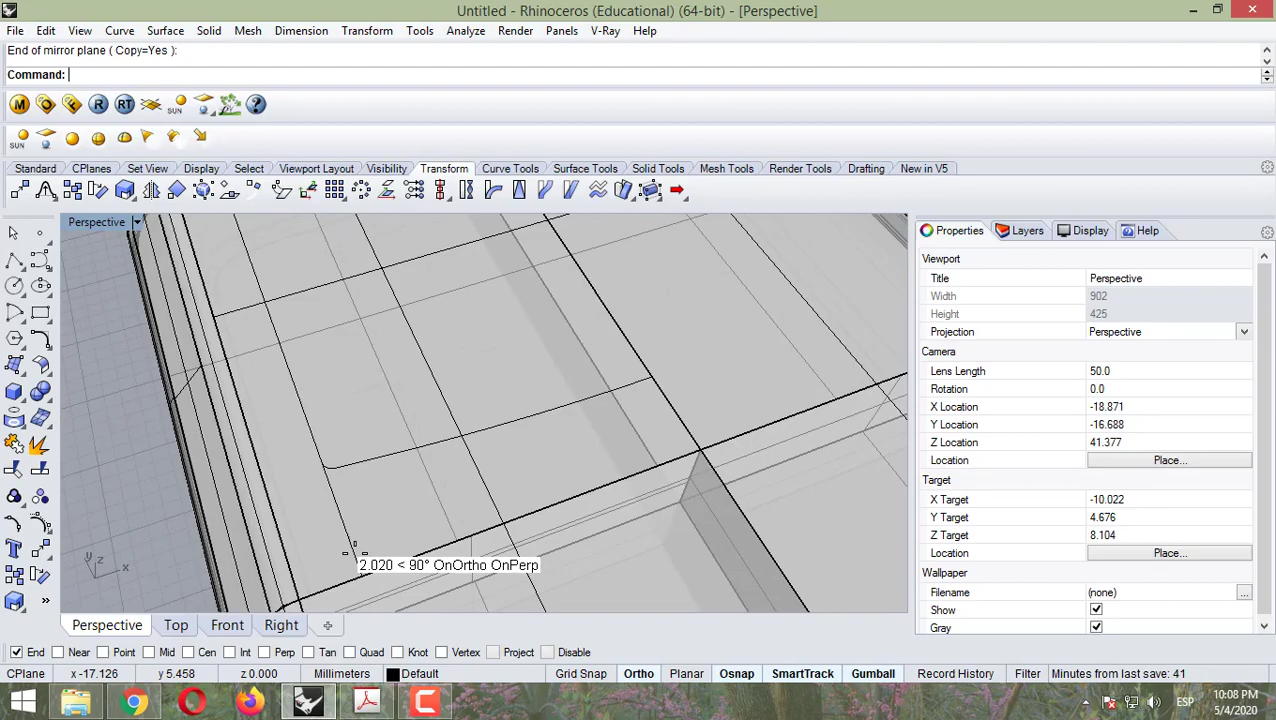 Untitled - Rhinoceros (Educational) (64-bit) - [Perspective]
File Edit View Curve Surface Solid Mesh Dimension Transform Tools Analyze Render Panels V-Ray Help
End of mirror plane ( Copy=Yes ):
Command:
M O F R RT SUN ?
SUN
Standard CPlanes Set View Display Select Viewport Layout Visibility Transform Curve Tools Surface Tools Solid Tools Mesh Tools Render Tools Drafting New in V5
Perspective
Properties Layers Display Help
Viewport
Title Perspective
Width 902
Height 425
Projection Perspective
Camera
Lens Length 50.0
Rotation 0.0
X Location -18.871
Y Location -16.688
Z Location 41.377
Location Place...
Target
X Target -10.022
Y Target 4.676
Z Target 8.104
Location Place...
Wallpaper
Filename (none) ...
Show
Gray
2.020 < 90° OnOrtho OnPerp
y z x
Perspective Top Front Right
End Near Point Mid Cen Int Perp Tan Quad Knot Vertex Project Disable
CPlane x -17.126 y 5.458 z 0.000 Millimeters Default Grid Snap Ortho Planar Osnap SmartTrack Gumball Record History Filter Minutes from last save: 41
ESP
10:08 PM
5/4/2020